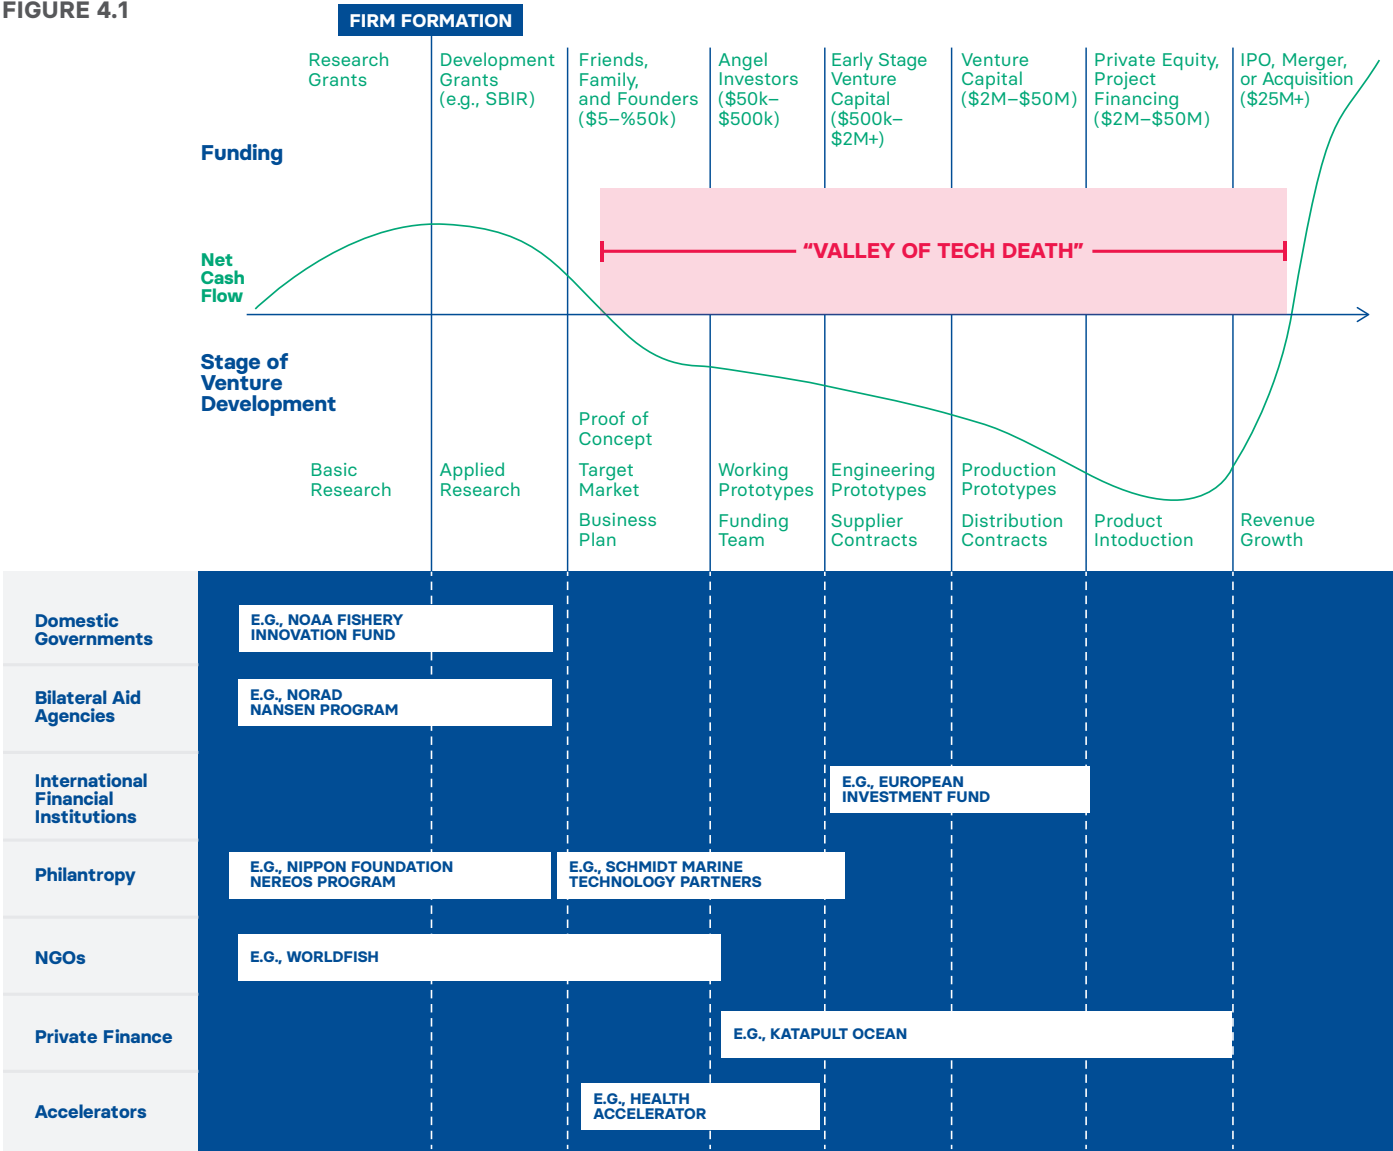 FIGURE 4.1
FIRM FORMATION
Research
Grants
Development
Grants
(e.g., SBIR)
Friends,
Family,
and Founders
($5–%50k)
Angel
Investors
($50k–
$500k)
Early Stage
Venture
Capital
($500k–
$2M+)
Venture
Capital
($2M–$50M)
Private Equity,
Project
Financing
($2M–$50M)
IPO, Merger,
or Acquisition
($25M+)
Funding
“VALLEY OF TECH DEATH”
Net
Cash
Flow
Stage of
Venture
Development
Basic
Research
Applied
Research
Proof of
Concept
Target
Market
Business
Plan
Working
Prototypes
Funding
Team
Engineering
Prototypes
Supplier
Contracts
Production
Prototypes
Distribution
Contracts
Product
Intoduction
Revenue
Growth
Domestic
Governments
E.G., NOAA FISHERY
INNOVATION FUND
Bilateral Aid
Agencies
E.G., NORAD
NANSEN PROGRAM
International
Financial
Institutions
E.G., EUROPEAN
INVESTMENT FUND
Philantropy
E.G., NIPPON FOUNDATION
NEREOS PROGRAM
E.G., SCHMIDT MARINE
TECHNOLOGY PARTNERS
NGOs
E.G., WORLDFISH
Private Finance
E.G., KATAPULT OCEAN
Accelerators
E.G., HEALTH
ACCELERATOR